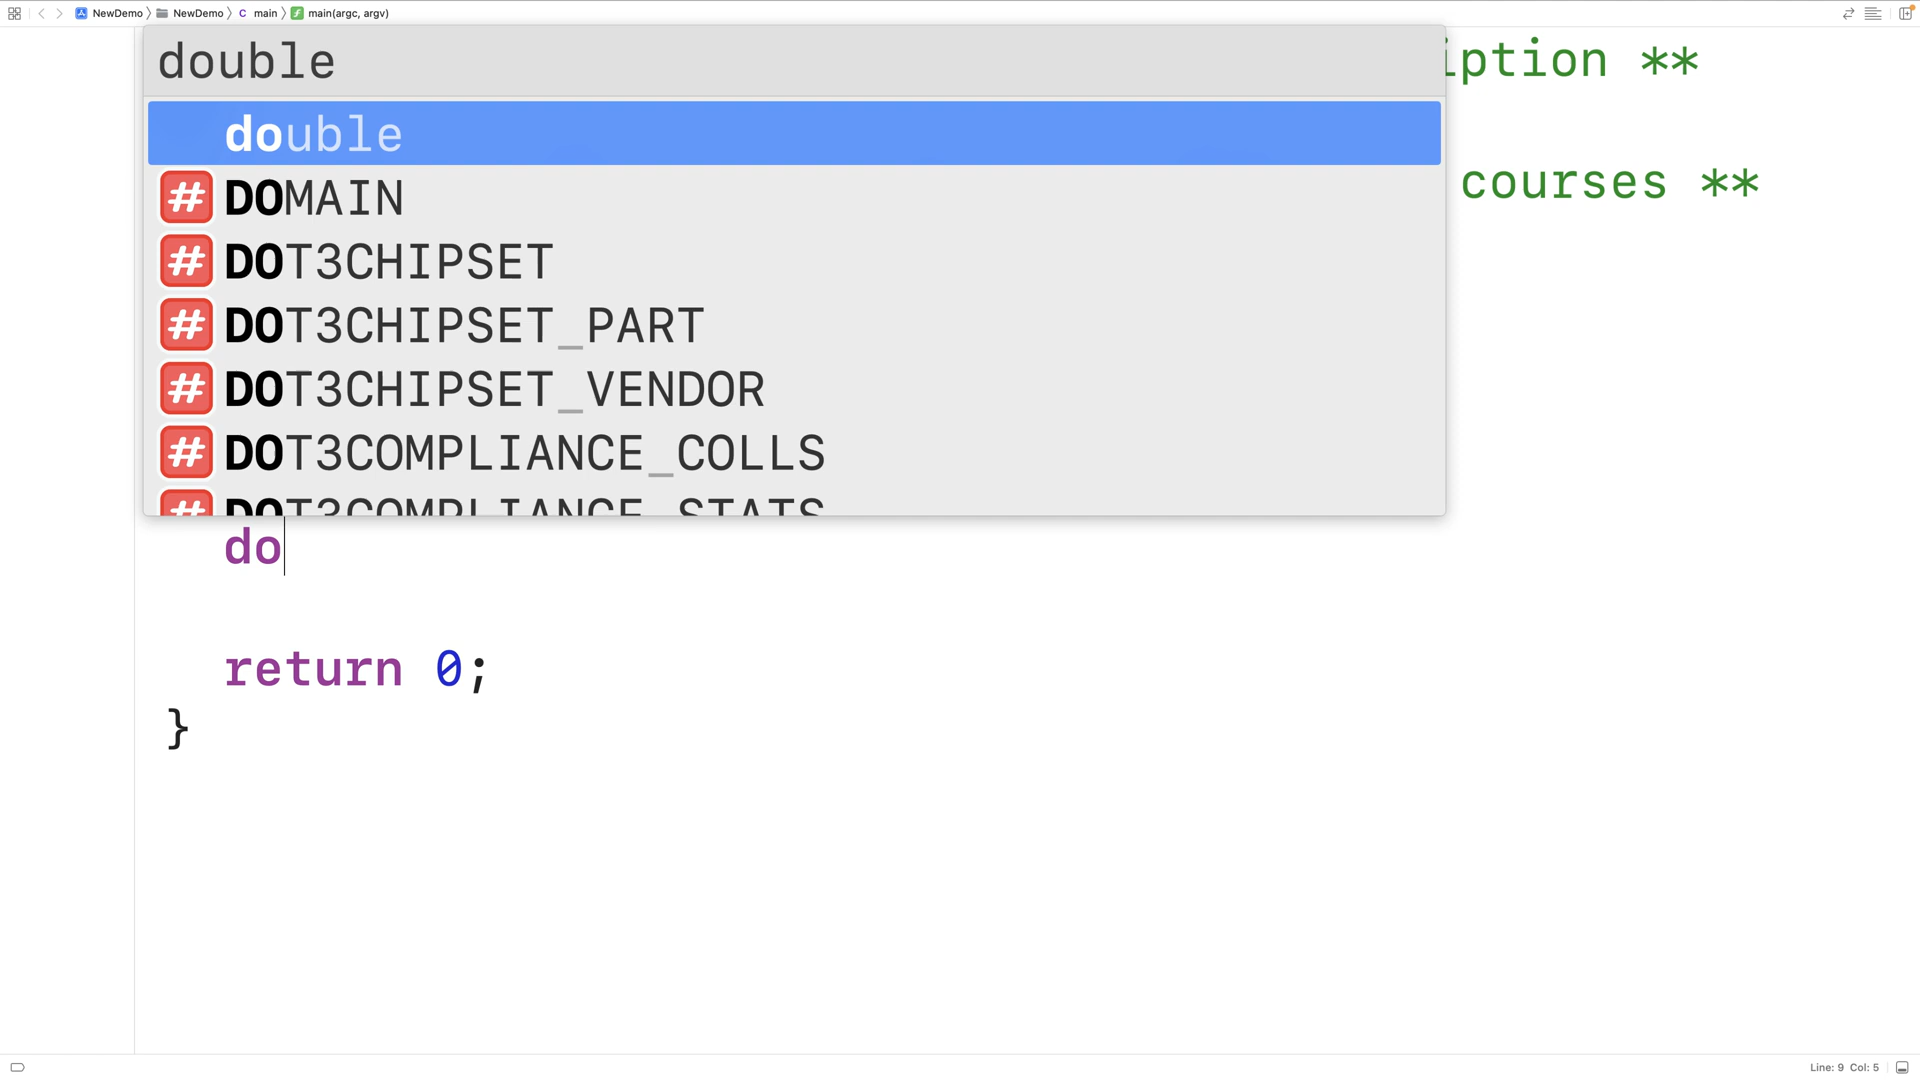 NewDemo 〉 NewDemo 〉 C main 〉 f main(argc, argv)
double
iption **
double
# DOMAIN
courses **
# DOT3CHIPSET
# DOT3CHIPSET_PART
# DOT3CHIPSET_VENDOR
# DOT3COMPLIANCE_COLLS
# DOT3COMPLIANCE_STATS
do
return 0;
}
Line: 9 Col: 5